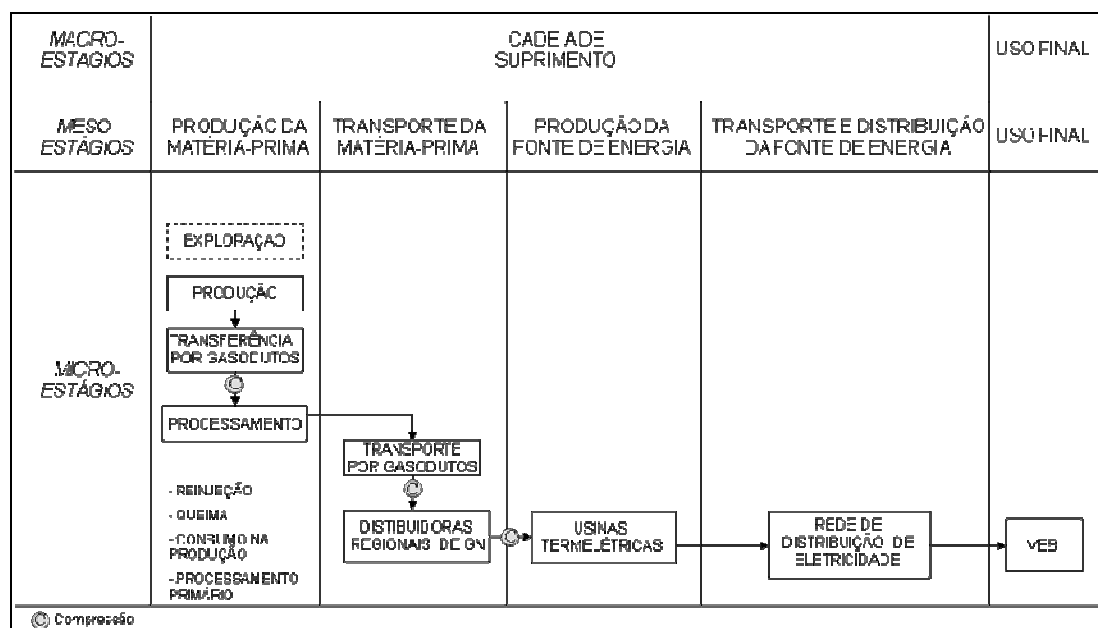 MACRO-
ESTÁGIOS
CADEA DE
SUPRIMENTO
USO FINAL
MESO
ESTÁGIOS
PRODUÇÃO DA
MATÉRIA-PRIMA
TRANSPORTE DA
MATÉRIA-PRIMA
PRODUÇÃO DA
FONTE DE ENERGIA
TRANSPORTE E DISTRIBUIÇÃO
DA FONTE DE ENERGIA
USO FINAL
MICRO-
ESTÁGIOS
EXPLORAÇÃO
PRODUÇÃO
TRANSFERÊNCIA
POR GASODUTOS
PROCESSAMENTO
- REINJEÇÃO
- QUEIMA
- CONSUMO NA
PRODUÇÃO
- PROCESSAMENTO
PRIMÁRIO
TRANSPORTE
POR GASODUTOS
DISTIBUIDORAS
REGIONAIS DE GN
USINAS
TERMELÉTRICAS
REDE DE
DISTRIBUIÇÃO DE
ELETRICIDADE
VEB
C Compressão